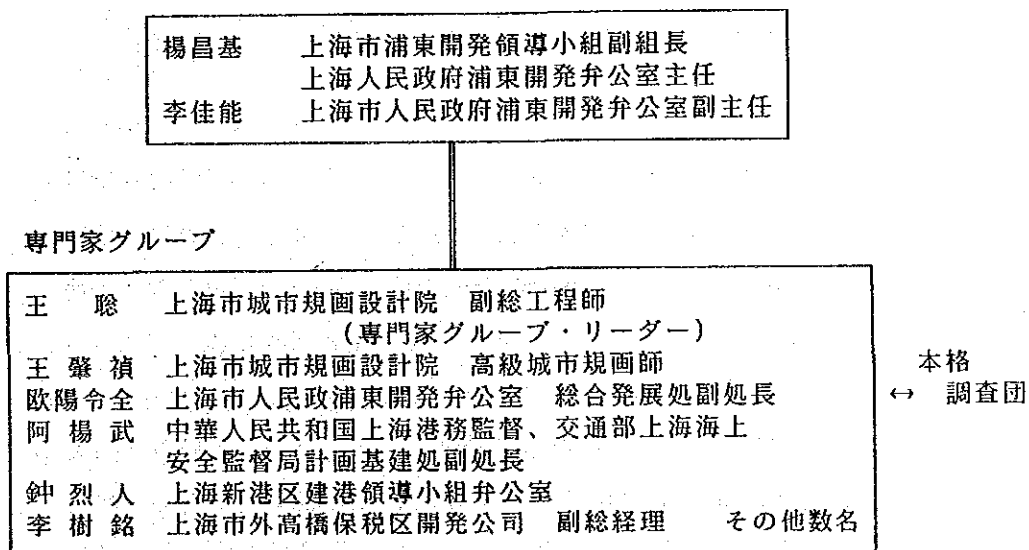 楊昌基 上海市浦東開発領導小組副組長
上海人民政府浦東開発弁公室主任
李佳能 上海市人民政府浦東開発弁公室副主任
専門家グループ
王 聡 上海市城市規画設計院 副総工程師
(専門家グループ・リーダー)
王肇禎 上海市城市規画設計院 高級城市規画師
欧陽令全 上海市人民政浦東開発弁公室 総合発展処副処長
阿楊武 中華人民共和国上海港務監督、交通部上海海上
安全監督局計画基建処副処長
鈡烈人 上海新港区建港領導小組弁公室
李樹銘 上海市外高橋保税区開発公司 副総経理 その他数名
本格
↔ 調査団